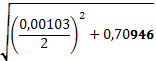 √((0,00103/2)² + 0,70946)